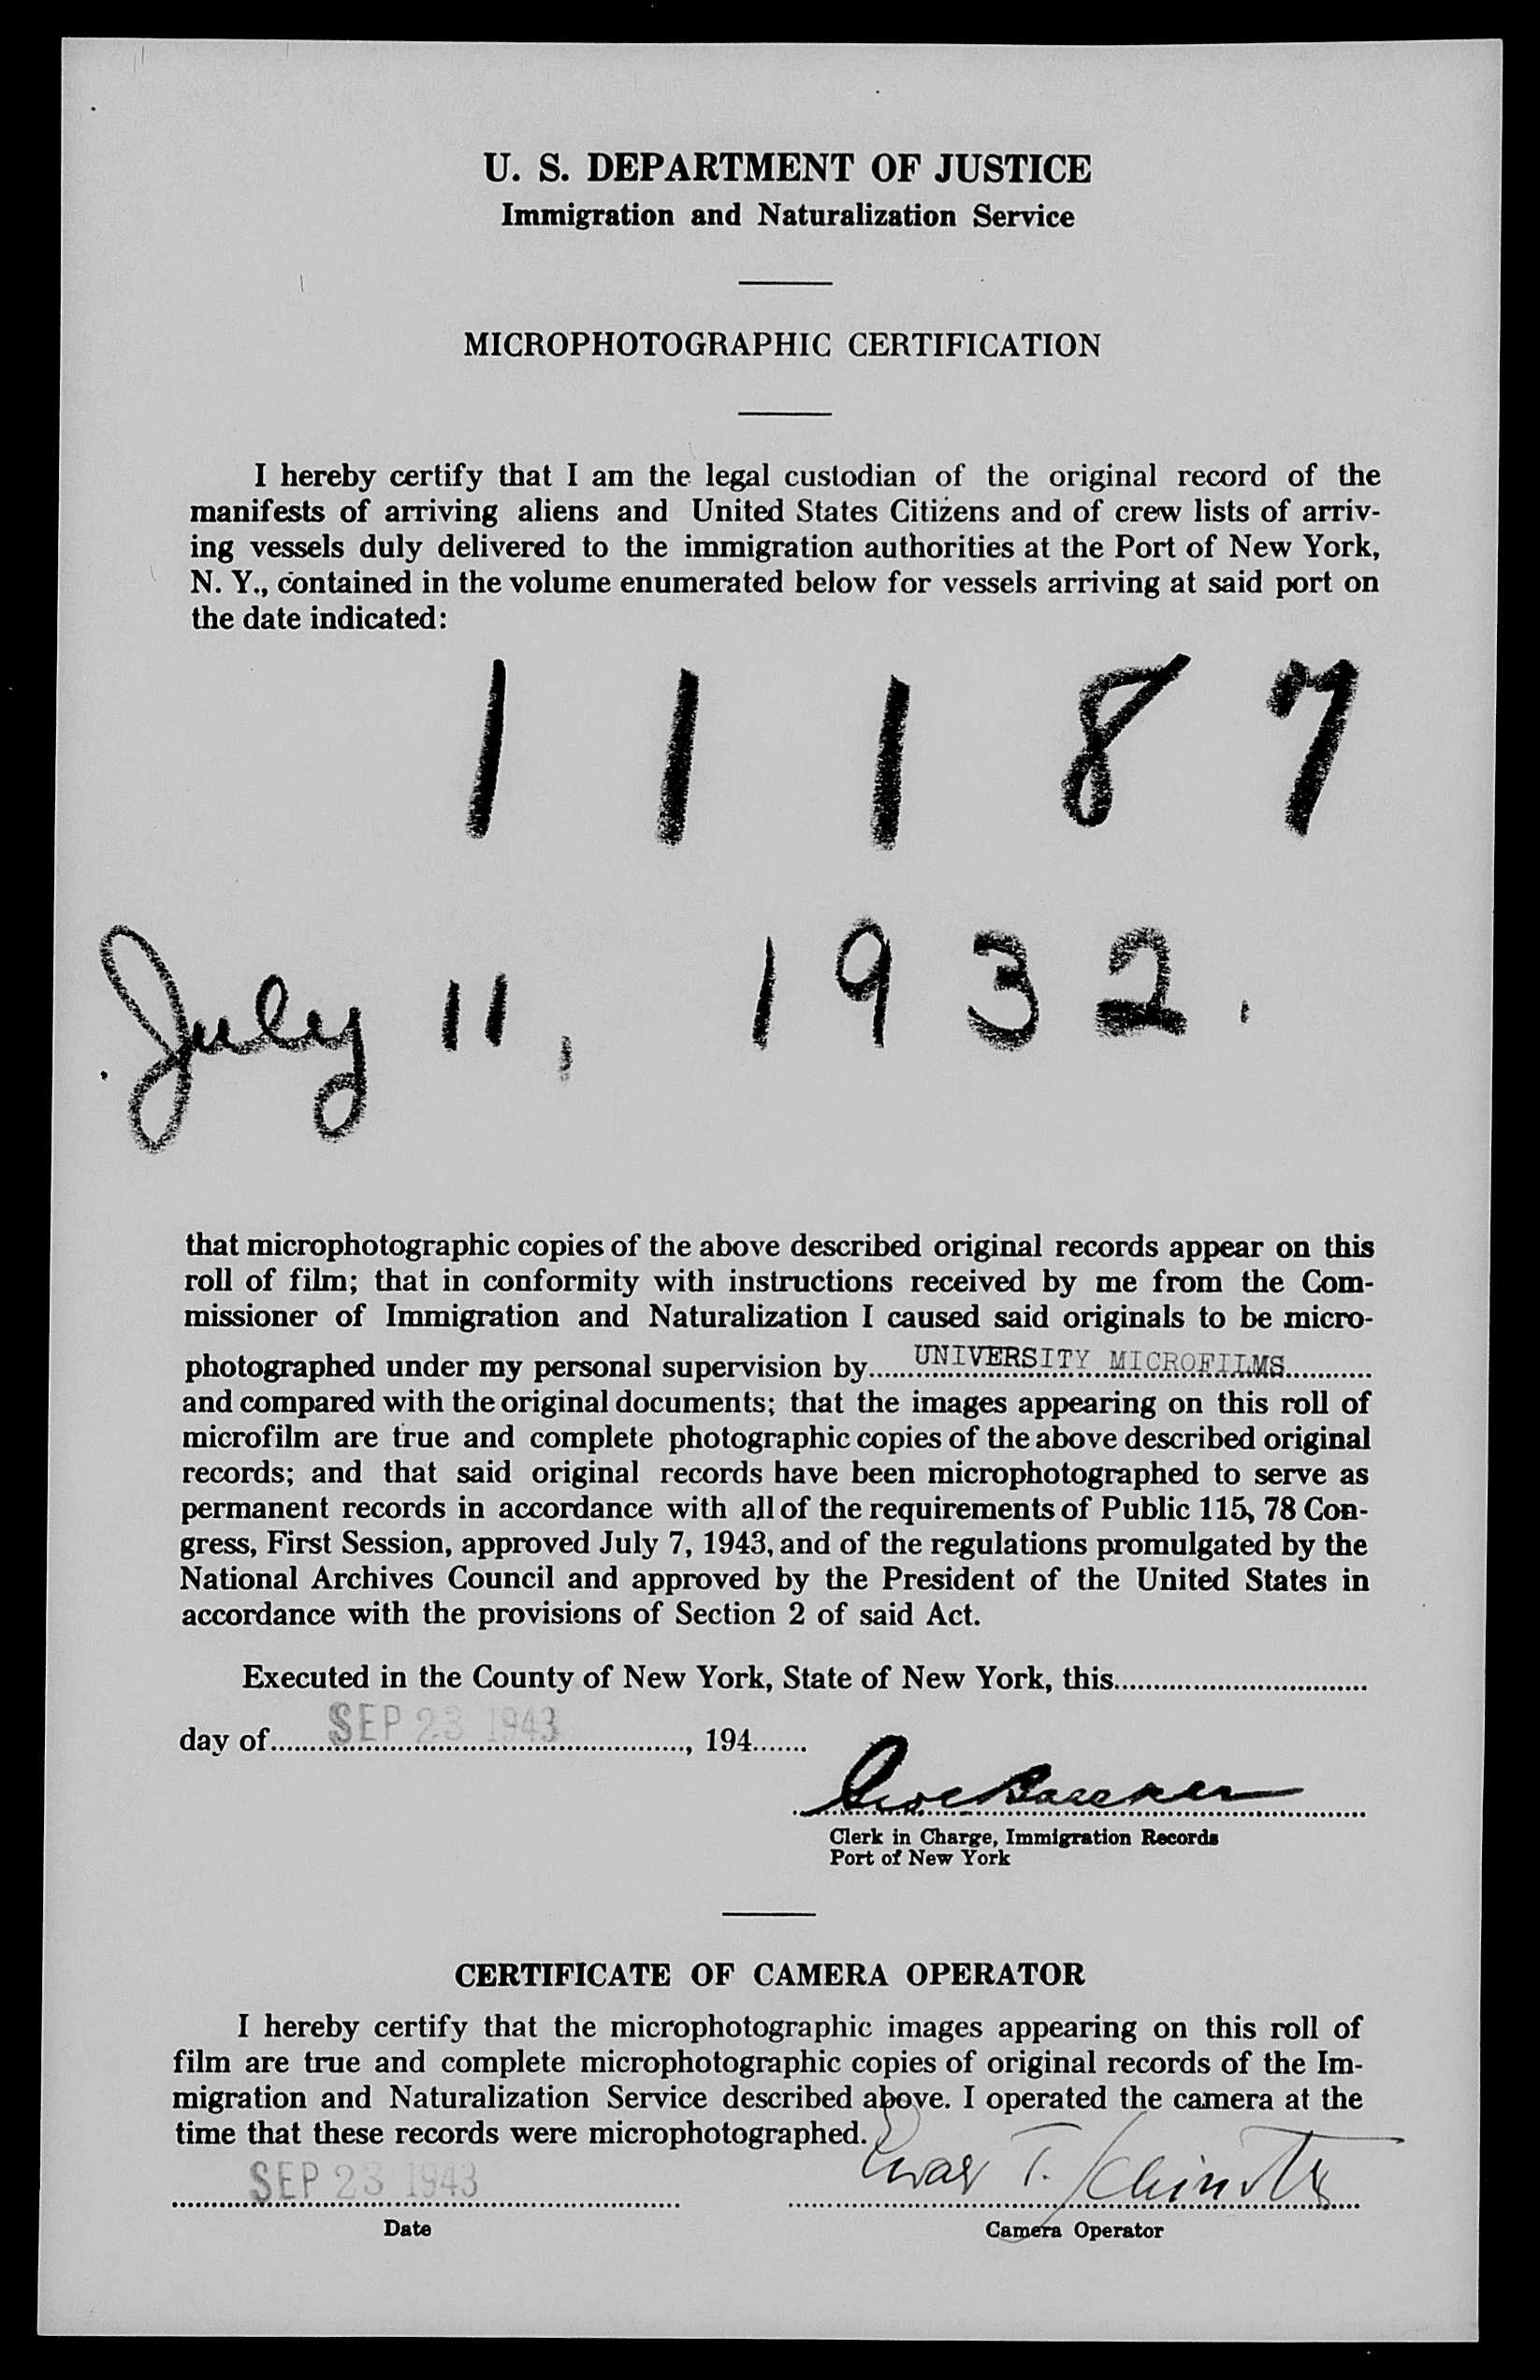 U. S. DEPARTMENT OF JUSTICE
Immigration and Naturalization Service
MICROPHOTOGRAPHIC CERTIFICATION
I hereby certify that I am the legal custodian of the original record of the
manifests of arriving aliens and United States Citizens and of crew lists of arriv-
ing vessels duly delivered to the immigration authorities at the Port of New York,
N. Y., contained in the volume enumerated below for vessels arriving at said port on
the date indicated:
1 1 1 8 7
July 11, 1932.
that microphotographic copies of the above described original records appear on this
roll of film; that in conformity with instructions received by me from the Com-
missioner of Immigration and Naturalization I caused said originals to be micro-
photographed under my personal supervision by UNIVERSITY MICROFILMS
and compared with the original documents; that the images appearing on this roll of
microfilm are true and complete photographic copies of the above described original
records; and that said original records have been microphotographed to serve as
permanent records in accordance with all of the requirements of Public 115, 78 Con-
gress, First Session, approved July 7, 1943, and of the regulations promulgated by the
National Archives Council and approved by the President of the United States in
accordance with the provisions of Section 2 of said Act.
Executed in the County of New York, State of New York, this
day of SEP 23 1943, 194
Clerk in Charge, Immigration Records
Port of New York
CERTIFICATE OF CAMERA OPERATOR
I hereby certify that the microphotographic images appearing on this roll of
film are true and complete microphotographic copies of original records of the Im-
migration and Naturalization Service described above. I operated the camera at the
time that these records were microphotographed.
SEP 23 1943 T.
Date Camera Operator